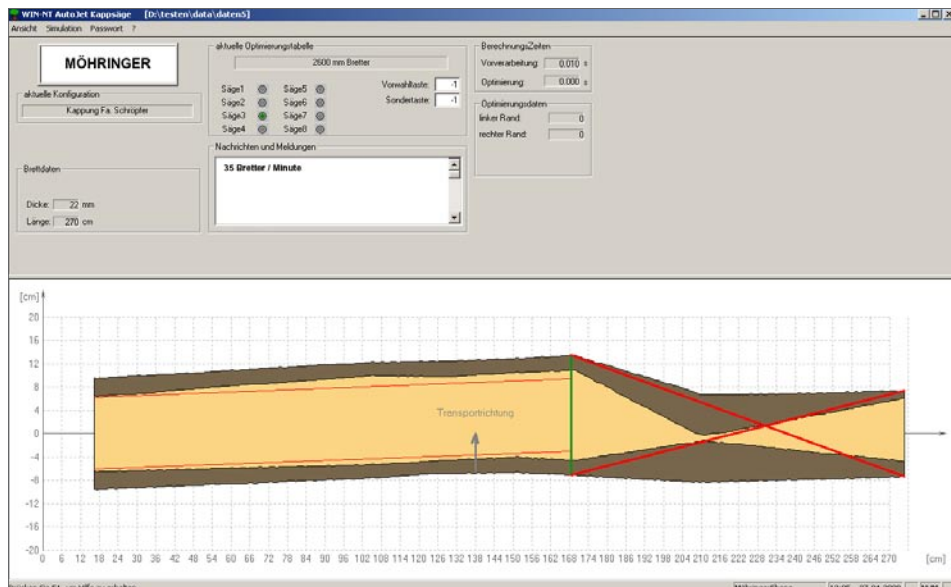 WIN-NT AutoJet Kappsäge [D:\testen\data\daten5]
Ansicht Simulation Passwort ?
MÖHRINGER
aktuelle Konfiguration
Kappung Fa. Schröpfer
Brettdaten
Dicke: 22 mm
Länge: 270 cm
aktuelle Optimierungstabelle
2600 mm Bretter
Säge1 Säge5
Säge2 Säge6
Säge3 Säge7
Säge4 Säge8
Vorwahltaste: -1
Sondertaste: -1
Nachrichten und Meldungen
35 Bretter / Minute
BerechnungsZeiten
Vorverarbeitung: 0.010 s
Optimierung: 0.000 s
Optimierungsdaten
linker Rand: 0
rechter Rand: 0
[cm]
20
16
12
8
4
0
-4
-8
-12
-16
-20
Transportrichtung
0 6 12 18 24 30 36 42 48 54 60 66 72 78 84 90 96 102 108 114 120 126 132 138 144 150 156 162 168 174 180 186 192 198 204 210 216 222 228 234 240 246 252 258 264 270 [cm]